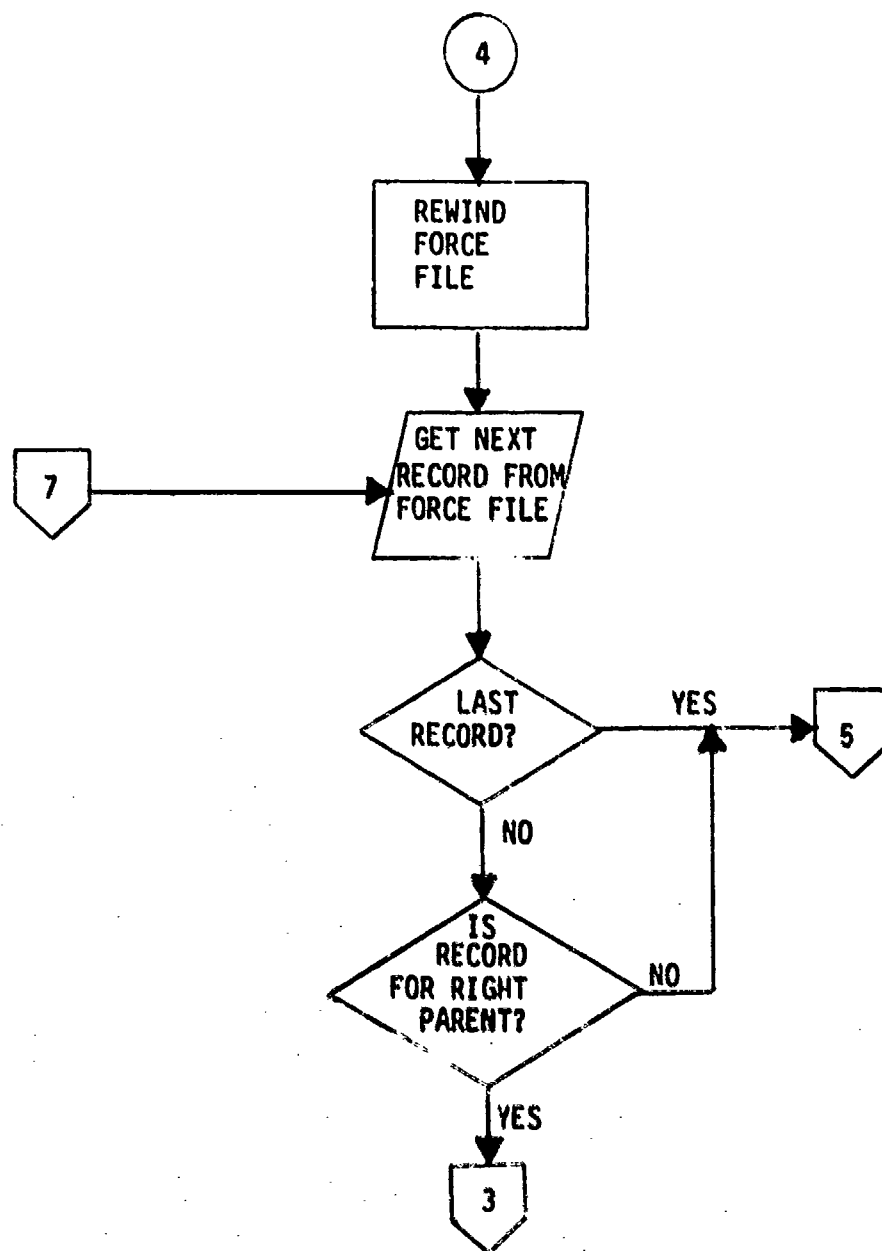 4
REWIND
FORCE
FILE
GET NEXT
7
RECORD FROM
FORCE FILE
LAST
YES
RECORD?
5
NO
IS
RECORD
NO
FOR RIGHT
PARENT?
YES
3